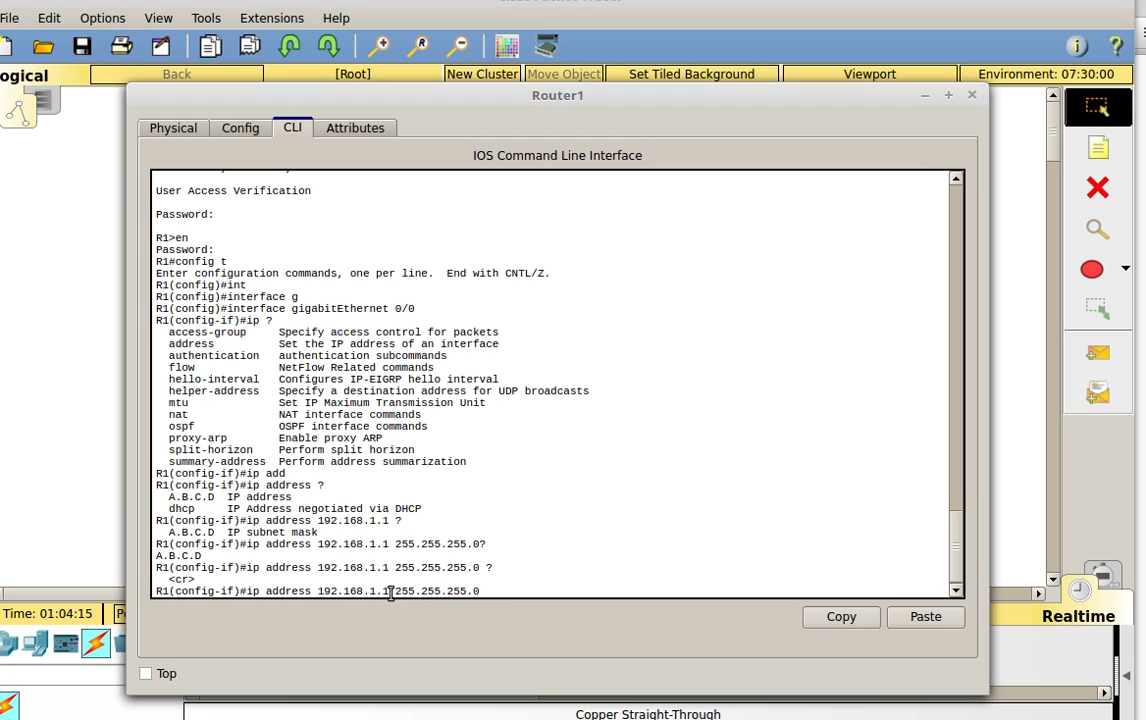 File Edit Options View Tools Extensions Help
ogical Back [Root] New Cluster Move Object Set Tiled Background Viewport Environment: 07:30:00
Router1
Physical Config CLI Attributes
IOS Command Line Interface
User Access Verification
Password:
R1>en
Password:
R1#config t
Enter configuration commands, one per line. End with CNTL/Z.
R1(config)#int
R1(config)#interface g
R1(config)#interface gigabitEthernet 0/0
R1(config-if)#ip ?
access-group Specify access control for packets
address Set the IP address of an interface
authentication authentication subcommands
flow NetFlow Related commands
hello-interval Configures IP-EIGRP hello interval
helper-address Specify a destination address for UDP broadcasts
mtu Set IP Maximum Transmission Unit
nat NAT interface commands
ospf OSPF interface commands
proxy-arp Enable proxy ARP
split-horizon Perform split horizon
summary-address Perform address summarization
R1(config-if)#ip add
R1(config-if)#ip address ?
A.B.C.D IP address
dhcp IP Address negotiated via DHCP
R1(config-if)#ip address 192.168.1.1 ?
A.B.C.D IP subnet mask
R1(config-if)#ip address 192.168.1.1 255.255.255.0?
A.B.C.D
R1(config-if)#ip address 192.168.1.1 255.255.255.0 ?
<cr>
R1(config-if)#ip address 192.168.1.1 255.255.255.0
Copy Paste
Time: 01:04:15 Realtime
Top
Copper Straight-Through